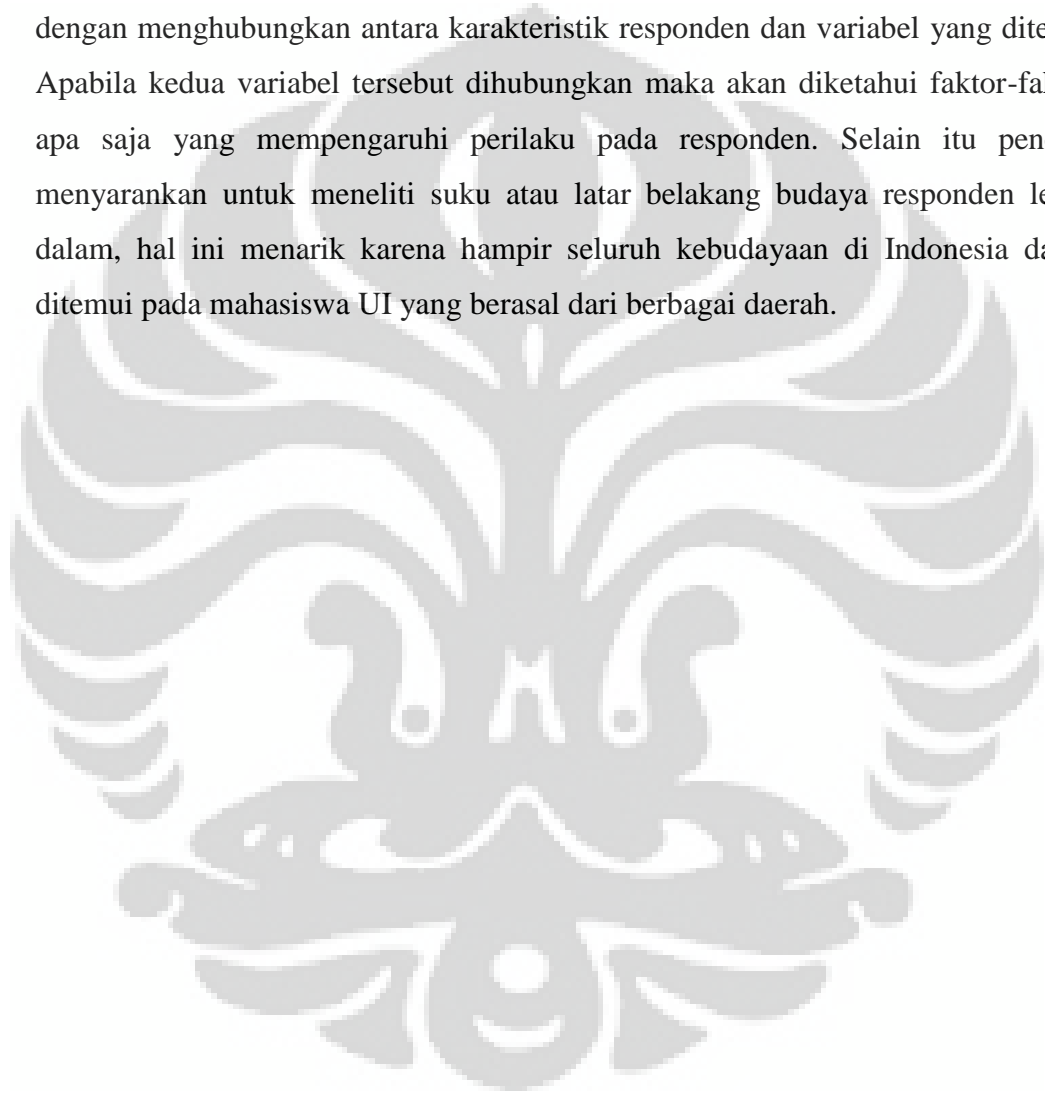 dengan menghubungkan antara karakteristik responden dan variabel yang dite
Apabila kedua variabel tersebut dihubungkan maka akan diketahui faktor-fa
apa saja yang mempengaruhi perilaku pada responden. Selain itu pen
menyarankan untuk meneliti suku atau latar belakang budaya responden le
dalam, hal ini menarik karena hampir seluruh kebudayaan di Indonesia da
ditemui pada mahasiswa UI yang berasal dari berbagai daerah.